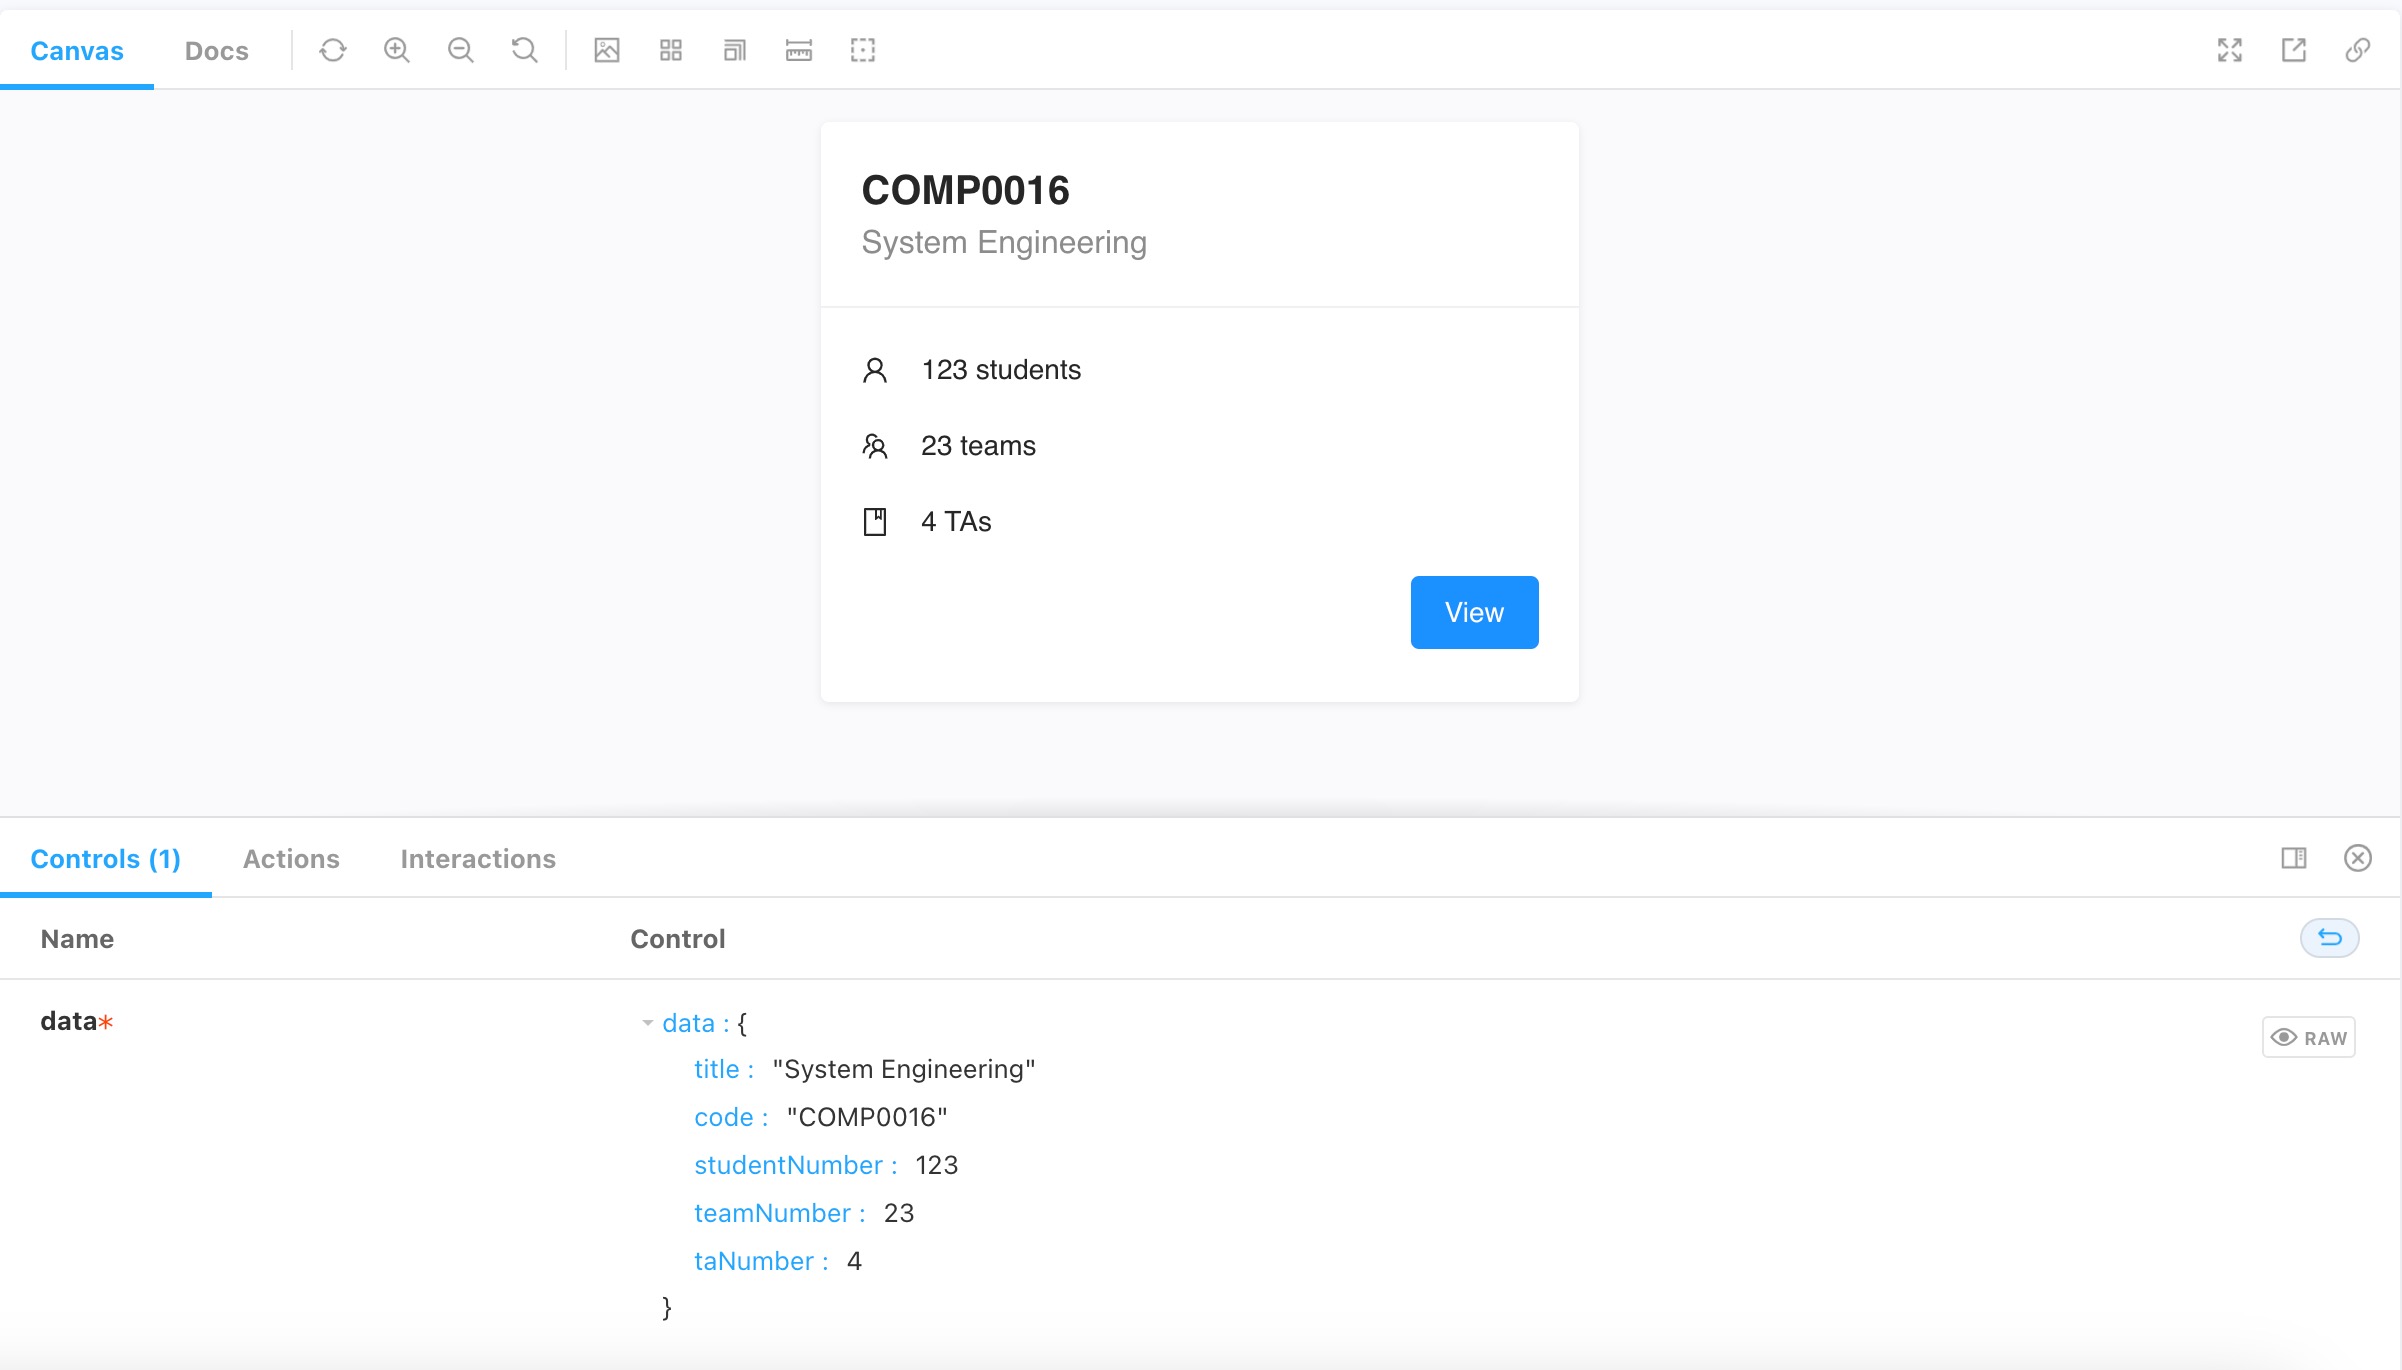 Canvas Docs
COMP0016
System Engineering
123 students
23 teams
4 TAs
View
Controls (1) Actions Interactions
Name Control
data* data : {
RAW
title : "System Engineering"
code : "COMP0016"
studentNumber : 123
teamNumber : 23
taNumber : 4
}